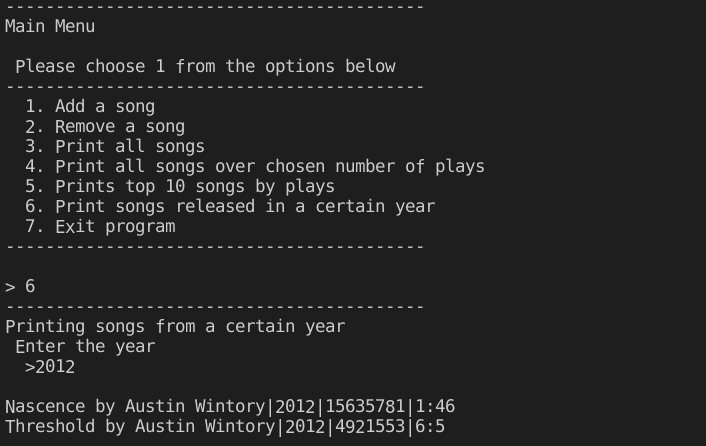 ------------------------------------------
Main Menu
Please choose 1 from the options below
------------------------------------------
1. Add a song
2. Remove a song
3. Print all songs
4. Print all songs over chosen number of plays
5. Prints top 10 songs by plays
6. Print songs released in a certain year
7. Exit program
------------------------------------------
> 6
------------------------------------------
Printing songs from a certain year
Enter the year
>2012
Nascence by Austin Wintory|2012|15635781|1:46
Threshold by Austin Wintory|2012|4921553|6:5